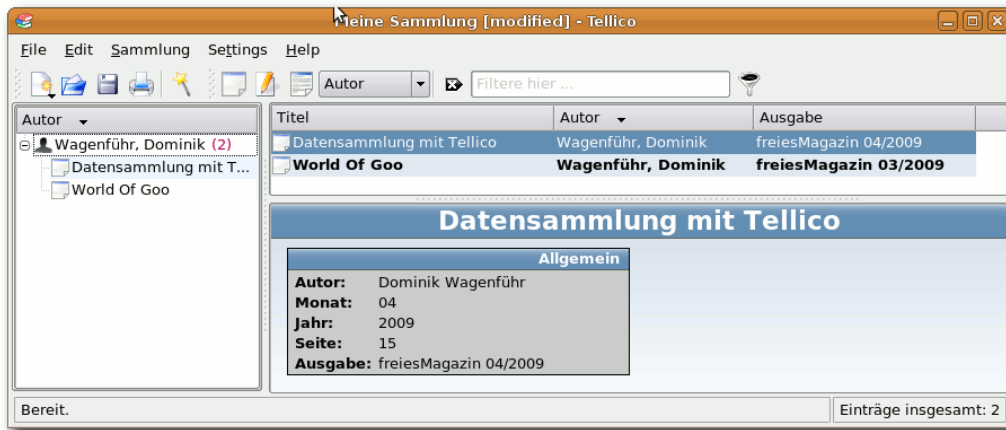 Meine Sammlung [modified] - Tellico
File Edit Sammlung Settings Help
Autor Filtere hier ...
Autor
Wagenführ, Dominik (2)
Datensammlung mit T...
World Of Goo
Titel Autor Ausgabe
Datensammlung mit Tellico Wagenführ, Dominik freiesMagazin 04/2009
World Of Goo Wagenführ, Dominik freiesMagazin 03/2009
Datensammlung mit Tellico
Allgemein
Autor: Dominik Wagenführ
Monat: 04
Jahr: 2009
Seite: 15
Ausgabe: freiesMagazin 04/2009
Bereit. Einträge insgesamt: 2